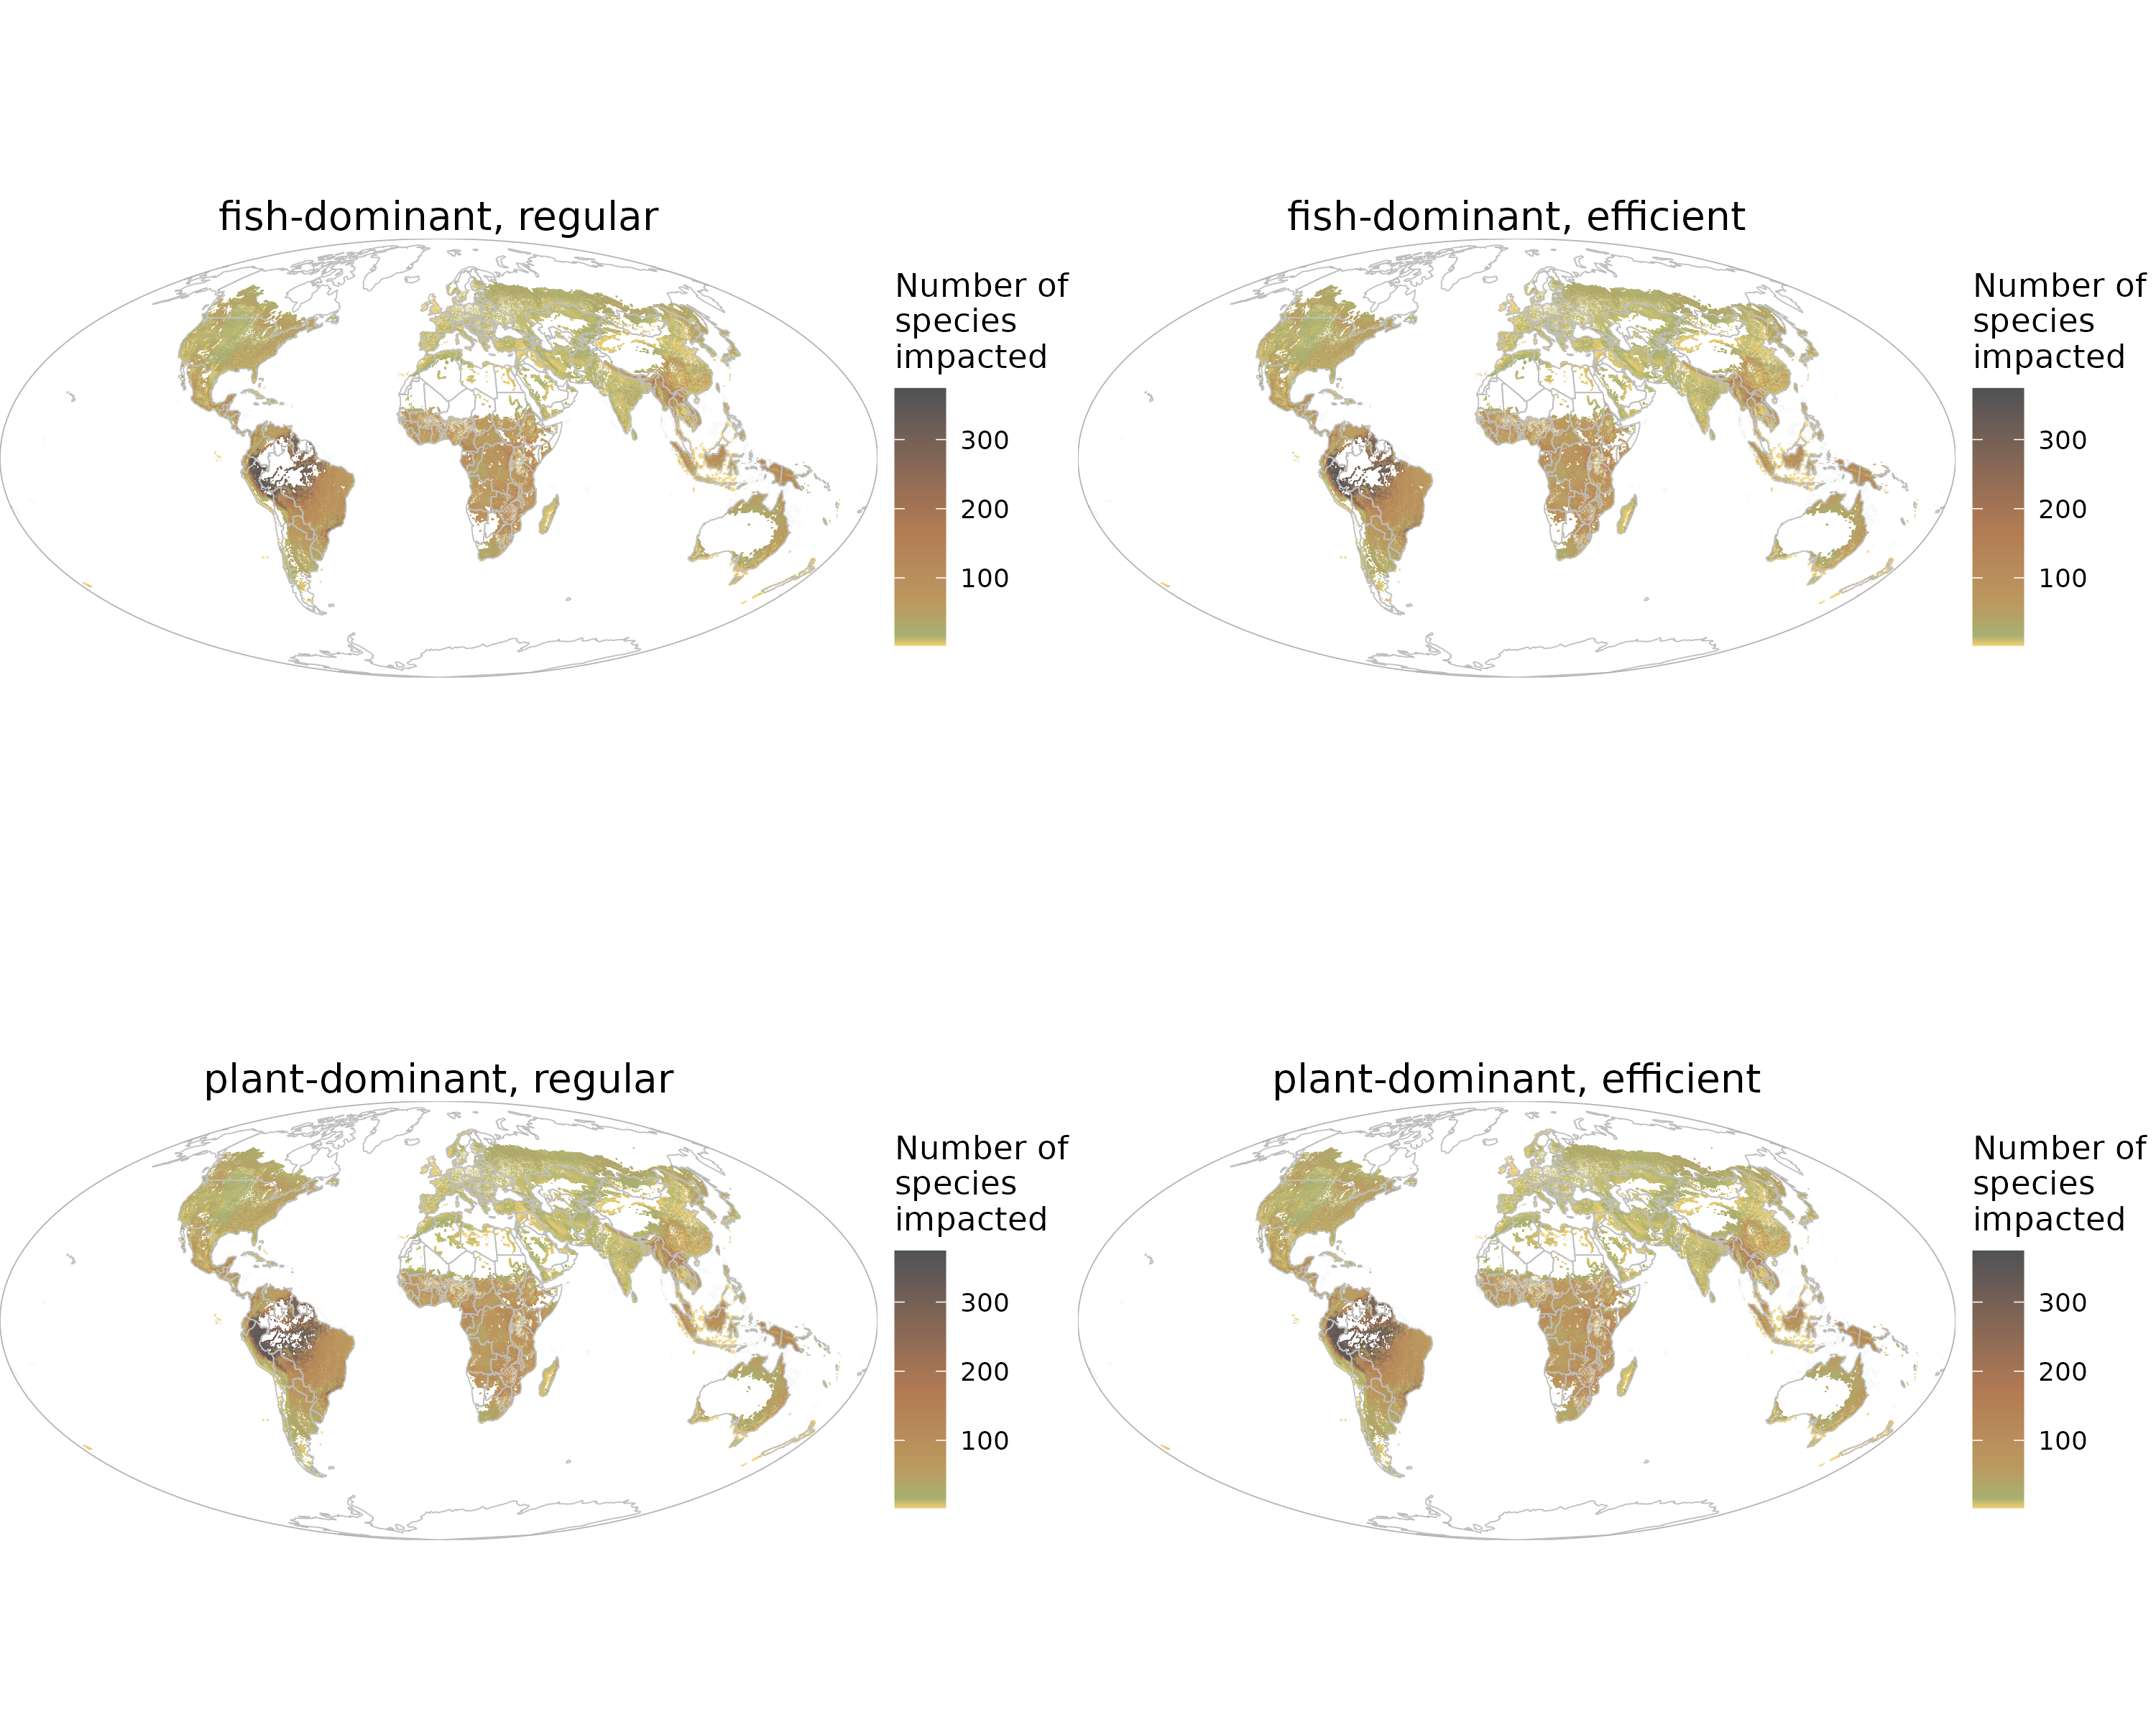 fish-dominant, regular
Number of
species
impacted
300
200
100
fish-dominant, efficient
Number of
species
impacted
300
200
100
plant-dominant, regular
Number of
species
impacted
300
200
100
plant-dominant, efficient
Number of
species
impacted
300
200
100